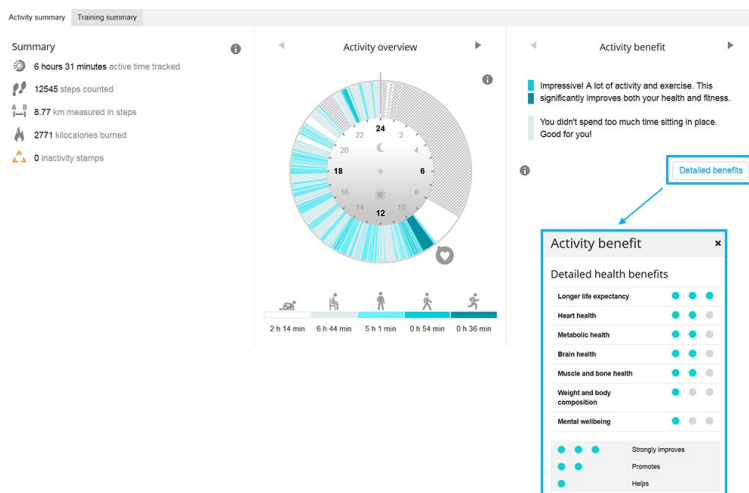 Activity summary
Training summary
Summary
6 hours 31 minutes active time tracked
12545 steps counted
A B
8.77 km measured in steps
2771 kilocalories burned
0 inactivity stamps
Activity overview
24
2
4
6
8
10
12
14
16
18
20
22
2 h 14 min
6 h 44 min
5 h 1 min
0 h 54 min
0 h 36 min
Activity benefit
Impressive! A lot of activity and exercise. This
significantly improves both your health and fitness.
You didn't spend too much time sitting in place.
Good for you!
Detailed benefits
Activity benefit
×
Detailed health benefits
Longer life expectancy
Heart health
Metabolic health
Brain health
Muscle and bone health
Weight and body
composition
Mental wellbeing
Strongly improves
Promotes
Helps